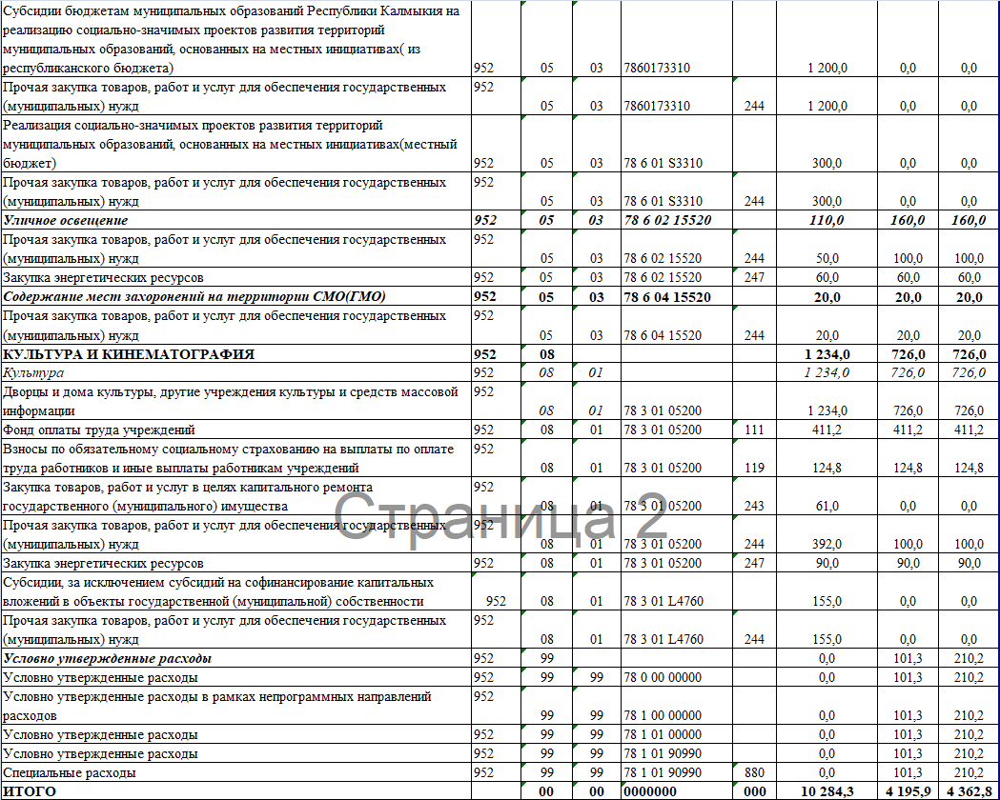 Субсидии бюджетам муниципальных образований Республики Калмыкия на
реализацию социально-значимых проектов развития территорий
муниципальных образований, основанных на местных инициативах( из
республиканского бюджета) 952 05 03 7860173310 1 200,0 0,0 0,0
Прочая закупка товаров, работ и услуг для обеспечения государственных 952
(муниципальных) нужд 05 03 7860173310 244 1 200,0 0,0 0,0
Реализация социально-значимых проектов развития территорий
муниципальных образований, основанных на местных инициативах(местный
бюджет) 952 05 03 78 6 01 S3310 300,0 0,0 0,0
Прочая закупка товаров, работ и услуг для обеспечения государственных 952
(муниципальных) нужд 05 03 78 6 01 S3310 244 300,0 0,0 0,0
Уличное освещение 952 05 03 78 6 02 15520 110,0 160,0 160,0
Прочая закупка товаров, работ и услуг для обеспечения государственных 952
(муниципальных) нужд 05 03 78 6 02 15520 244 50,0 100,0 100,0
Закупка энергетических ресурсов 952 05 03 78 6 02 15520 247 60,0 60,0 60,0
Содержание мест захоронений на территории СМО(ГМО) 952 05 03 78 6 04 15520 20,0 20,0 20,0
Прочая закупка товаров, работ и услуг для обеспечения государственных 952
(муниципальных) нужд 05 03 78 6 04 15520 244 20,0 20,0 20,0
КУЛЬТУРА И КИНЕМАТОГРАФИЯ 952 08 1 234,0 726,0 726,0
Культура 952 08 01 1 234,0 726,0 726,0
Дворцы и дома культуры, другие учреждения культуры и средств массовой 952
информации 08 01 78 3 01 05200 1 234,0 726,0 726,0
Фонд оплаты труда учреждений 952 08 01 78 3 01 05200 111 411,2 411,2 411,2
Взносы по обязательному социальному страхованию на выплаты по оплате 952
труда работников и иные выплаты работникам учреждений 08 01 78 3 01 05200 119 124,8 124,8 124,8
Закупка товаров, работ и услуг в целях капитального ремонта 952
государственного (муниципального) имущества 08 01 78 3 01 05200 243 61,0 0,0 0,0
Страница 2
Прочая закупка товаров, работ и услуг для обеспечения государственных 952
(муниципальных) нужд 08 01 78 3 01 05200 244 392,0 100,0 100,0
Закупка энергетических ресурсов 952 08 01 78 3 01 05200 247 90,0 90,0 90,0
Субсидии, за исключением субсидий на софинансирование капитальных
вложений в объекты государственной (муниципальной) собственности 952 08 01 78 3 01 L4760 155,0 0,0 0,0
Прочая закупка товаров, работ и услуг для обеспечения государственных 952
(муниципальных) нужд 08 01 78 3 01 L4760 244 155,0 0,0 0,0
Условно утвержденные расходы 952 99 0,0 101,3 210,2
Условно утвержденные расходы 952 99 99 78 0 00 00000 0,0 101,3 210,2
Условно утвержденные расходы в рамках непрограммных направлений 952
расходов 99 99 78 1 00 00000 0,0 101,3 210,2
Условно утвержденные расходы 952 99 99 78 1 01 00000 0,0 101,3 210,2
Условно утвержденные расходы 952 99 99 78 1 01 90990 0,0 101,3 210,2
Специальные расходы 952 99 99 78 1 01 90990 880 0,0 101,3 210,2
ИТОГО 00 00 0000000 000 10 284,3 4 195,9 4 362,8